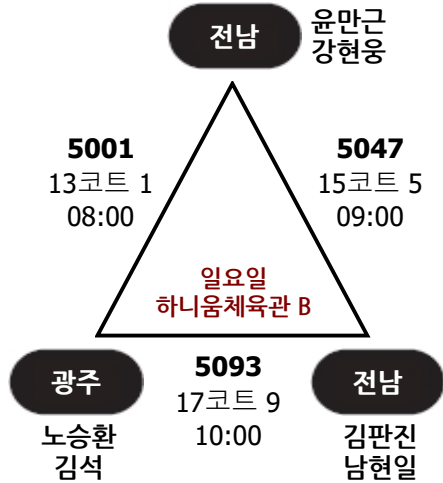 전남
윤만근
강현웅
5001
13코트 1
08:00
5047
15코트 5
09:00
일요일
하니움체육관 B
광주
노승환
김석
5093
17코트 9
10:00
전남
김판진
남현일